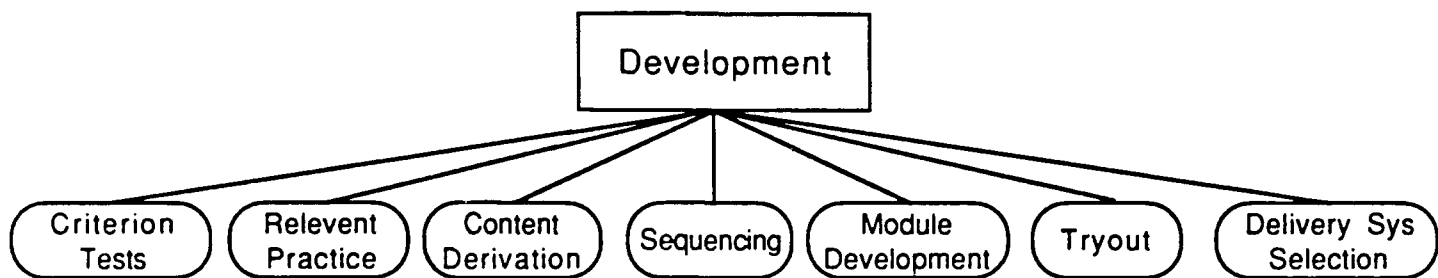 Development
Criterion
Tests
Relevent
Practice
Content
Derivation
Sequencing
Module
Development
Tryout
Delivery Sys
Selection